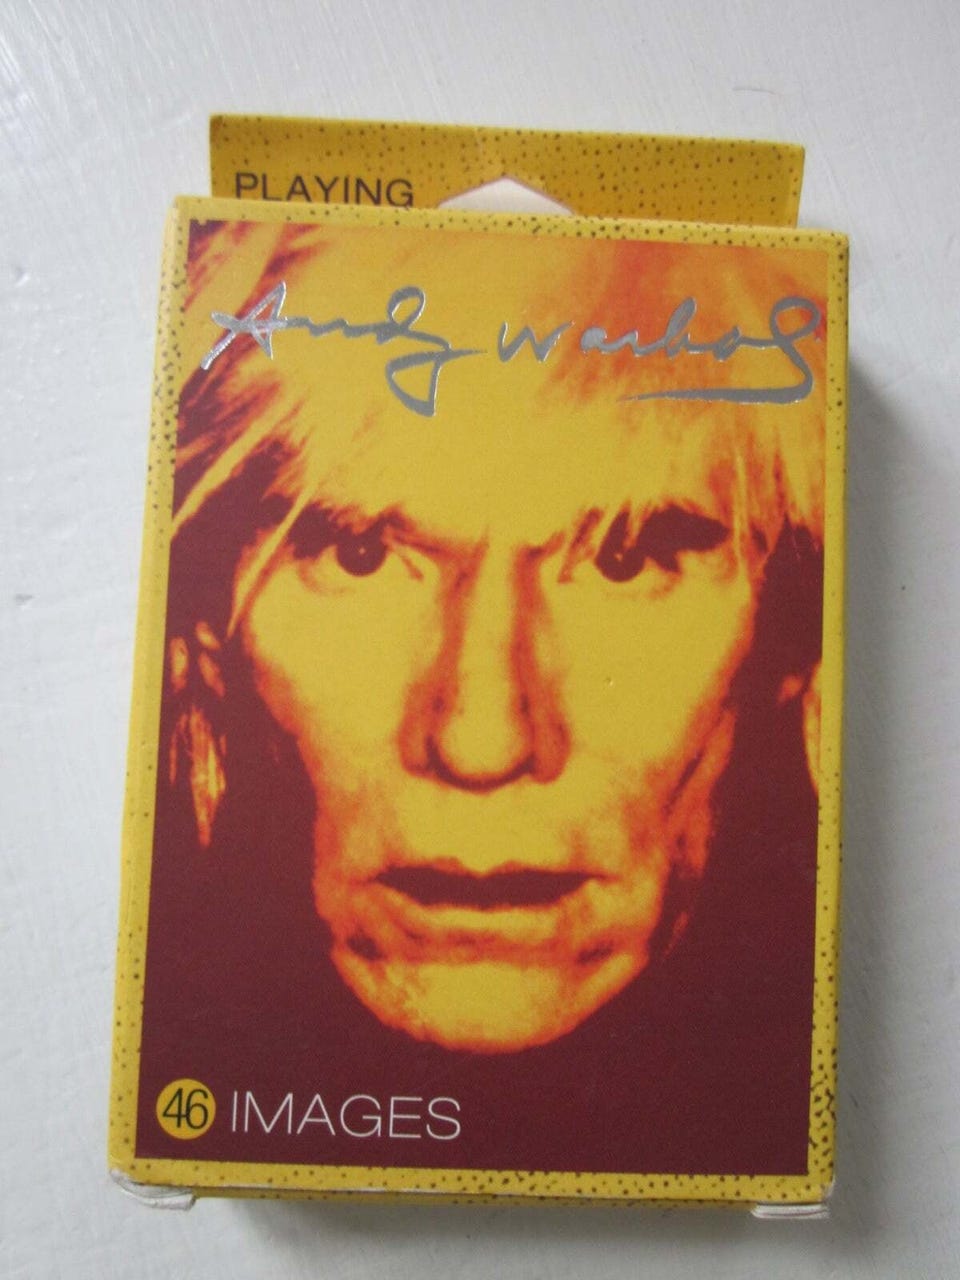 PLAYING
Andy Warhol
46 IMAGES